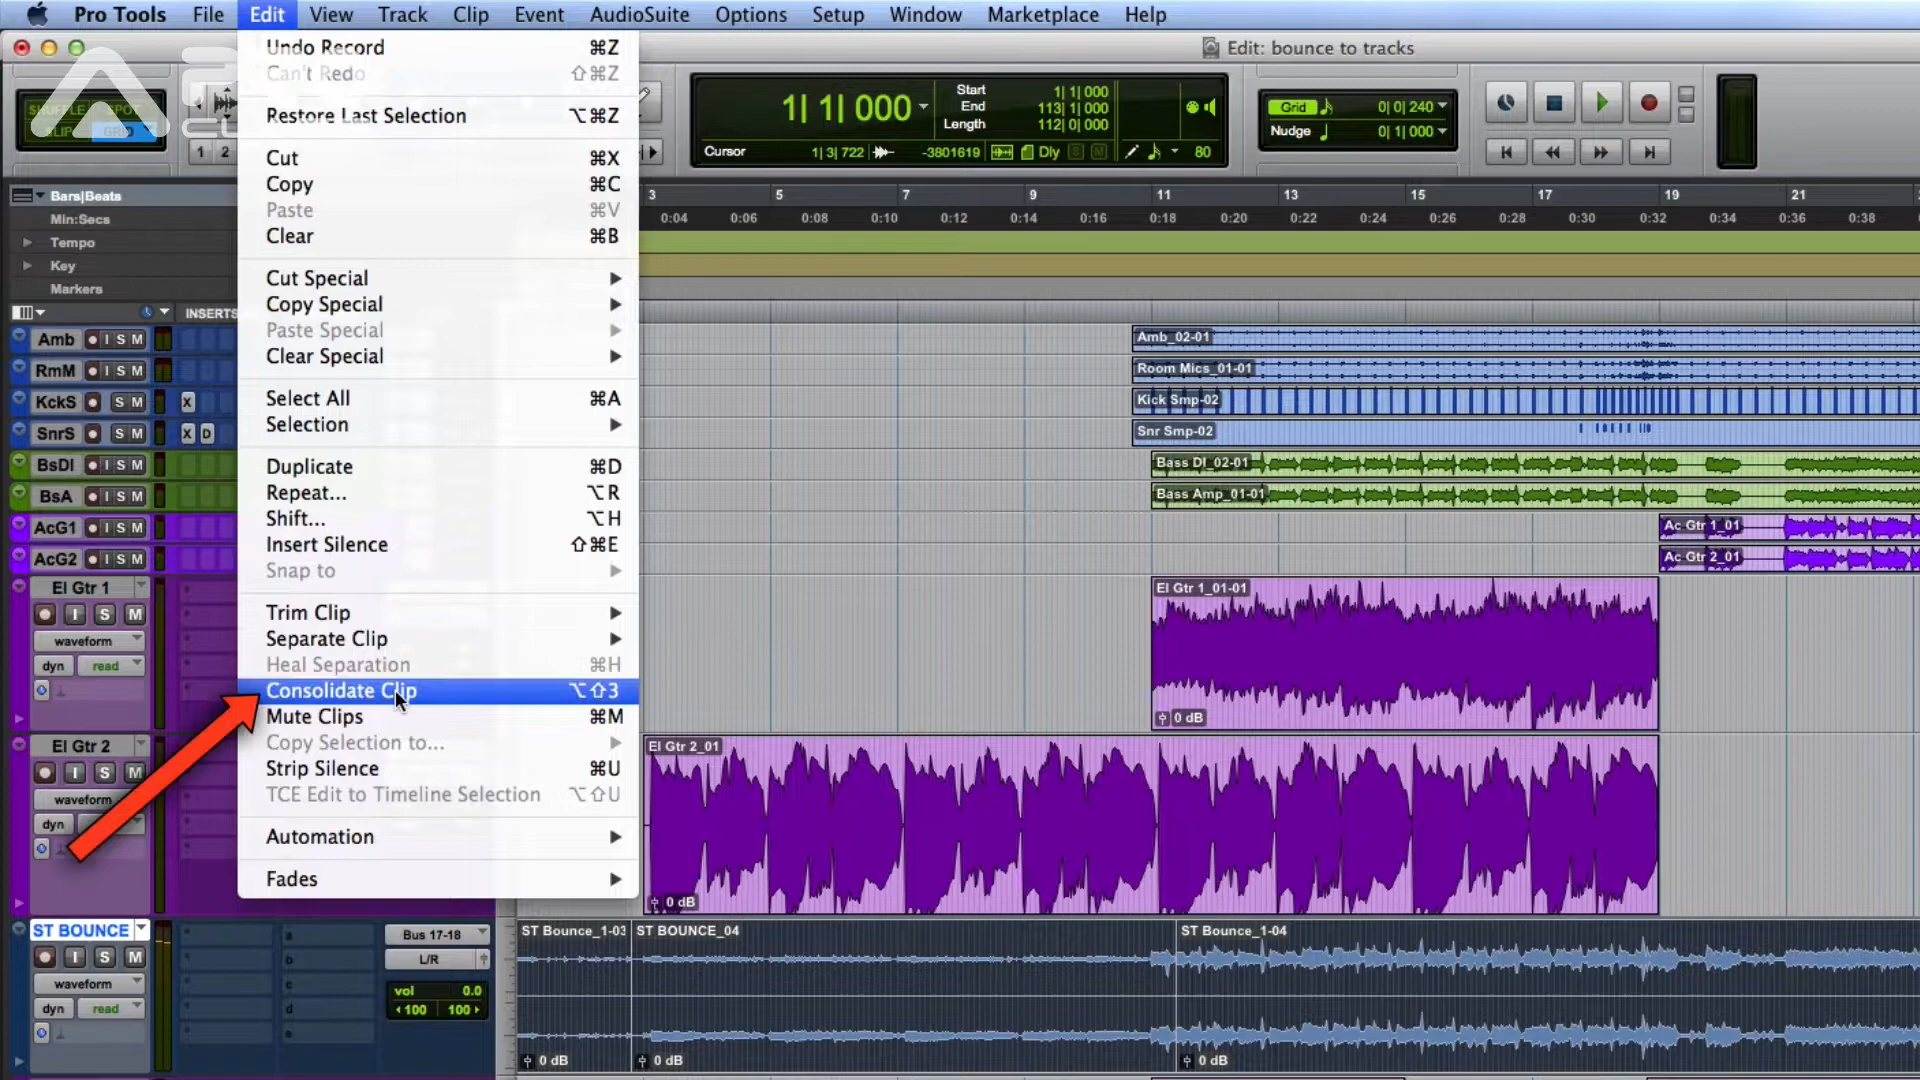 Pro Tools File Edit View Track Clip Event AudioSuite Options Setup Window Marketplace Help
Edit: bounce to tracks
Undo Record ⌘Z
Can't Redo ⇧⌘Z
Restore Last Selection ⌥⌘Z
Cut ⌘X
Copy ⌘C
Paste ⌘V
Clear ⌘B
Cut Special
Copy Special
Paste Special
Clear Special
Select All ⌘A
Selection
Duplicate ⌘D
Repeat... ⌥R
Shift... ⌥H
Insert Silence ⇧⌘E
Snap to
Trim Clip
Separate Clip
Heal Separation ⌘H
Consolidate Clip ⌥⇧3
Mute Clips ⌘M
Copy Selection to...
Strip Silence ⌘U
TCE Edit to Timeline Selection ⌥⇧U
Automation
Fades
SHUFFLE SPOT
SLIP GRID
1 2
1| 1| 000
Start 1| 1| 000
End 113| 1| 000
Length 112| 0| 000
Cursor 1| 3| 722 -3801619 Dly S M 80
Grid 0| 0| 240
Nudge 0| 1| 000
Bars|Beats
Min:Secs
Tempo
Key
Markers
3 5 7 9 11 13 15 17 19 21
0:04 0:06 0:08 0:10 0:12 0:14 0:16 0:18 0:20 0:22 0:24 0:26 0:28 0:30 0:32 0:34 0:36 0:38
INSERTS
Amb I S M
RmM I S M
KckS S M X
SnrS S M X D
BsDI I S M
BsA I S M
AcG1 I S M
AcG2 I S M
El Gtr 1
I S M
waveform
dyn read
El Gtr 2
I S M
waveform
dyn
ST BOUNCE
I S M
waveform
dyn read
a
b
c
d
e
Bus 17-18
L/R
vol 0.0
100 100
Amb_02-01
Room Mics_01-01
Kick Smp-02
Snr Smp-02
Bass DI_02-01
Bass Amp_01-01
Ac Gtr 1_01
Ac Gtr 2_01
El Gtr 1_01-01
0 dB
El Gtr 2_01
0 dB
ST Bounce_1-03 ST BOUNCE_04 ST Bounce_1-04
0 dB 0 dB 0 dB